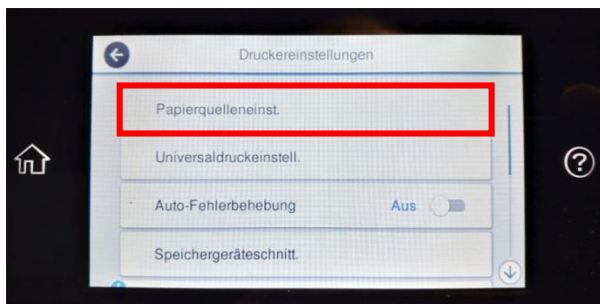 Druckereinstellungen
Papierquelleneinst.
Universaldruckeinstell.
Auto-Fehlerbehebung Aus
Speichergeräteschnitt.